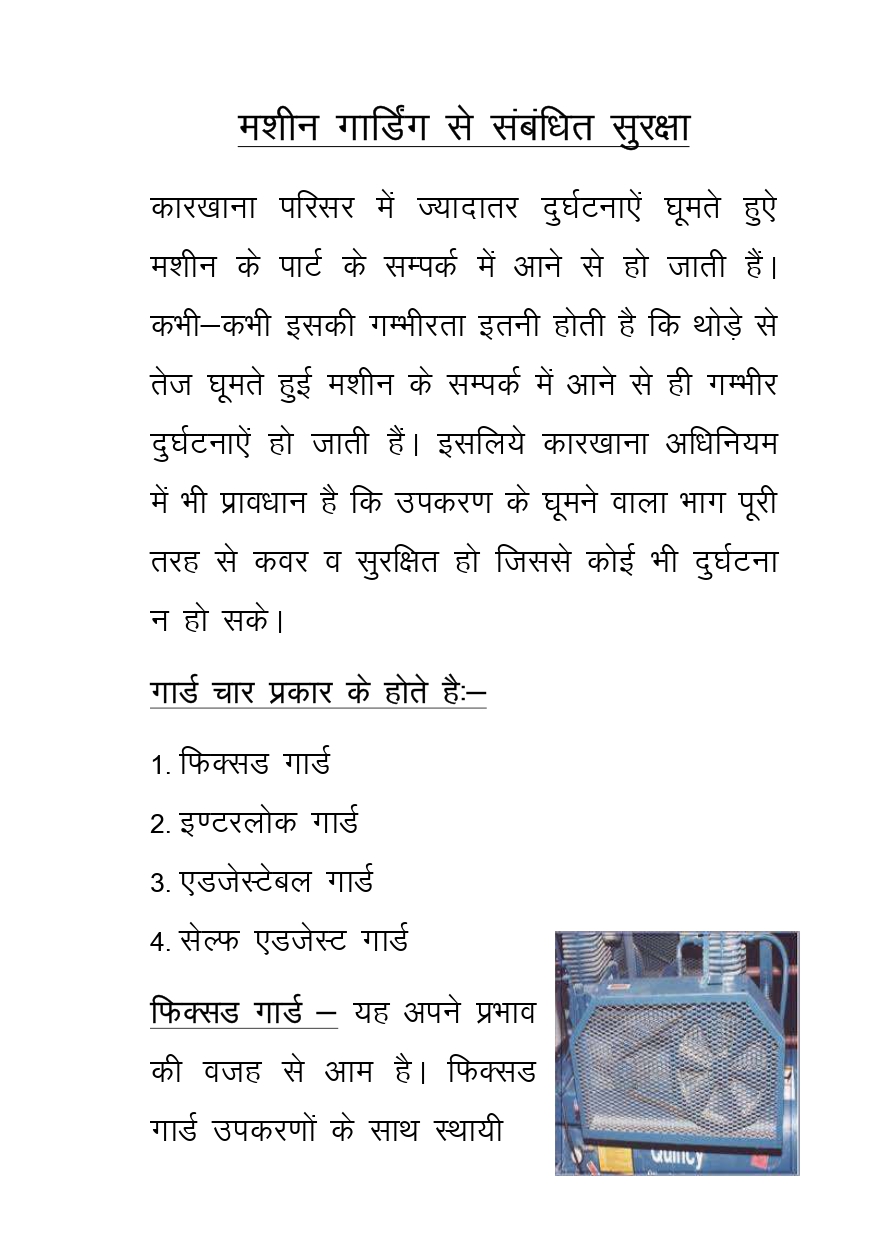 मशीन गार्डिंग से संबंधित सुरक्षा
कारखाना परिसर में ज्यादातर दुर्घटनाऐं घूमते हुऐ
मशीन के पार्ट के सम्पर्क में आने से हो जाती हैं।
कभी–कभी इसकी गम्भीरता इतनी होती है कि थोड़े से
तेज घूमते हुई मशीन के सम्पर्क में आने से ही गम्भीर
दुर्घटनाऐं हो जाती हैं। इसलिये कारखाना अधिनियम
में भी प्रावधान है कि उपकरण के घूमने वाला भाग पूरी
तरह से कवर व सुरक्षित हो जिससे कोई भी दुर्घटना
न हो सके।
गार्ड चार प्रकार के होते हैः–
1. फिक्सड गार्ड
2. इण्टरलोक गार्ड
3. एडजेस्टेबल गार्ड
4. सेल्फ एडजेस्ट गार्ड
फिक्सड गार्ड – यह अपने प्रभाव
की वजह से आम है। फिक्सड
गार्ड उपकरणों के साथ स्थायी
Quincy